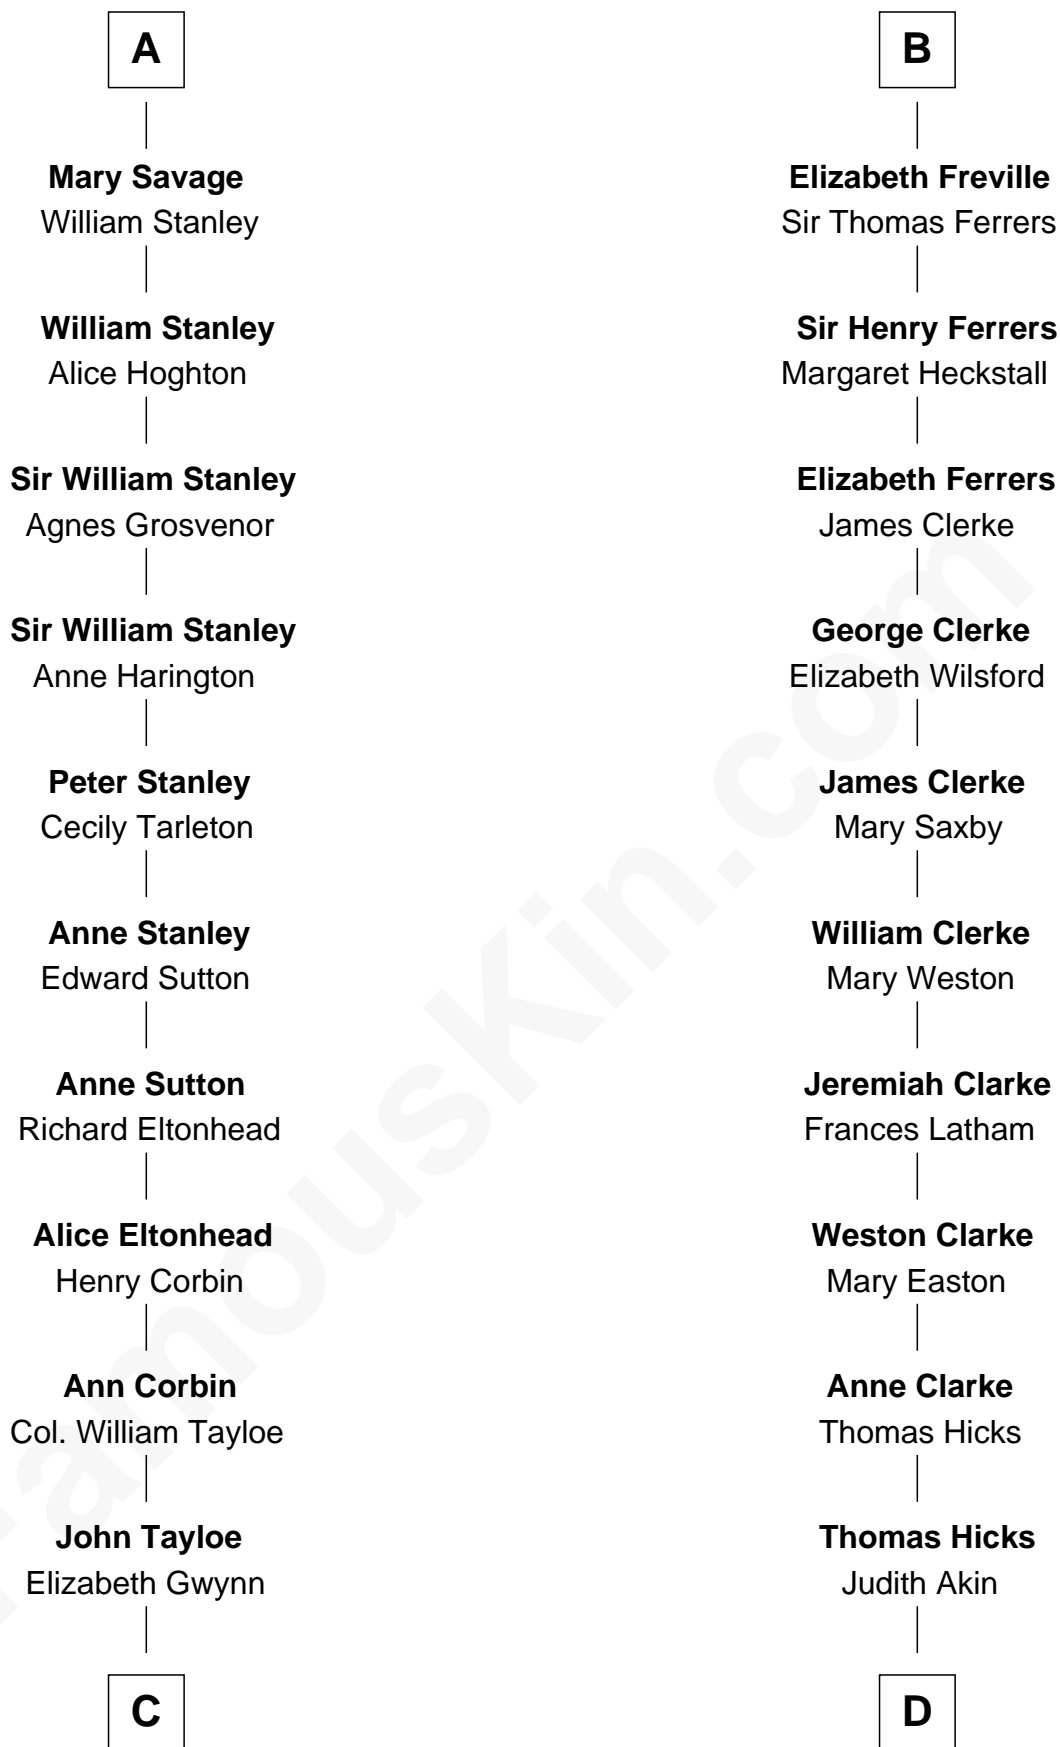 A
Mary Savage
William Stanley
William Stanley
Alice Hoghton
Sir William Stanley
Agnes Grosvenor
Sir William Stanley
Anne Harington
Peter Stanley
Cecily Tarleton
Anne Stanley
Edward Sutton
Anne Sutton
Richard Eltonhead
Alice Eltonhead
Henry Corbin
Ann Corbin
Col. William Tayloe
John Tayloe
Elizabeth Gwynn
C
B
Elizabeth Freville
Sir Thomas Ferrers
Sir Henry Ferrers
Margaret Heckstall
Elizabeth Ferrers
James Clerke
George Clerke
Elizabeth Wilsford
James Clerke
Mary Saxby
William Clerke
Mary Weston
Jeremiah Clarke
Frances Latham
Weston Clarke
Mary Easton
Anne Clarke
Thomas Hicks
Thomas Hicks
Judith Akin
D
FamousKin.com